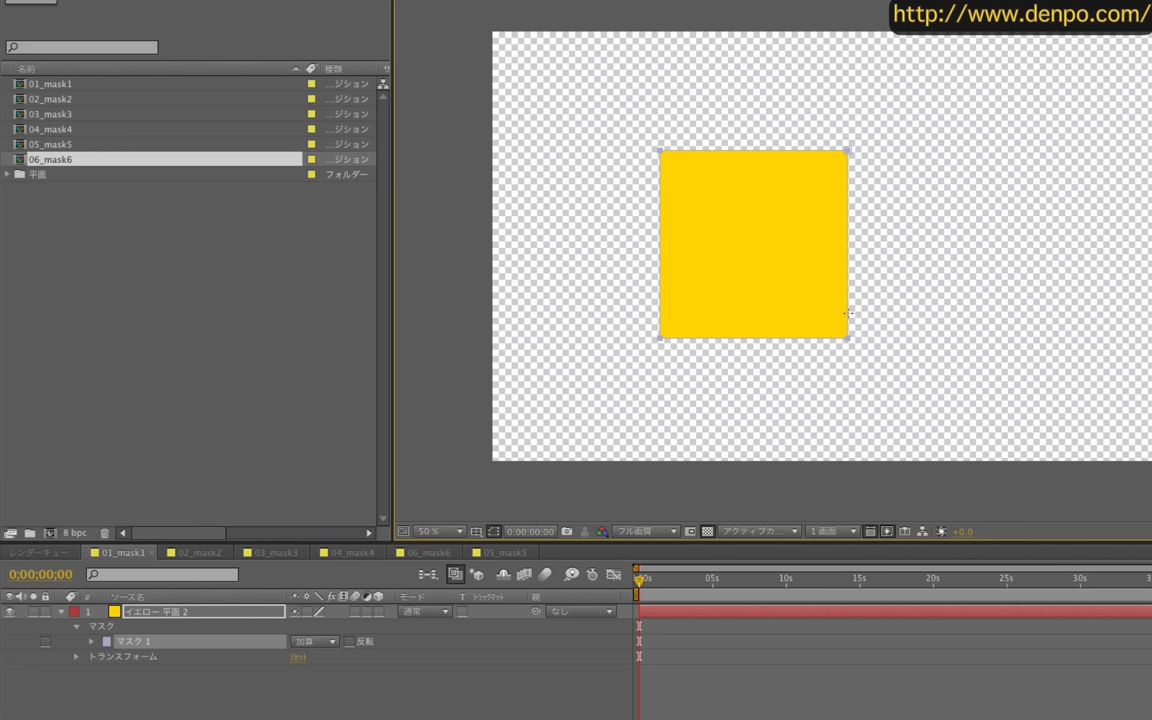 http://www.denpo.com/
名前 種類 サ
01_mask1 …ジション
02_mask2 …ジション
03_mask3 …ジション
04_mask4 …ジション
05_mask5 …ジション
06_mask6 …ジション
平面 フォルダー
8 bpc
50 % 0;00;00;00 フル画質 アクティブカ... 1 画面 +0.0
レンダーキュー 01_mask1 02_mask2 03_mask3 04_mask4 06_mask6 05_mask5
0;00;00;00
00s 05s 10s 15s 20s 25s 30s
# ソース名 モード T トラックマット 親
1 イエロー 平面 2 通常 なし
マスク
マスク 1 加算 反転
トランスフォーム リセット